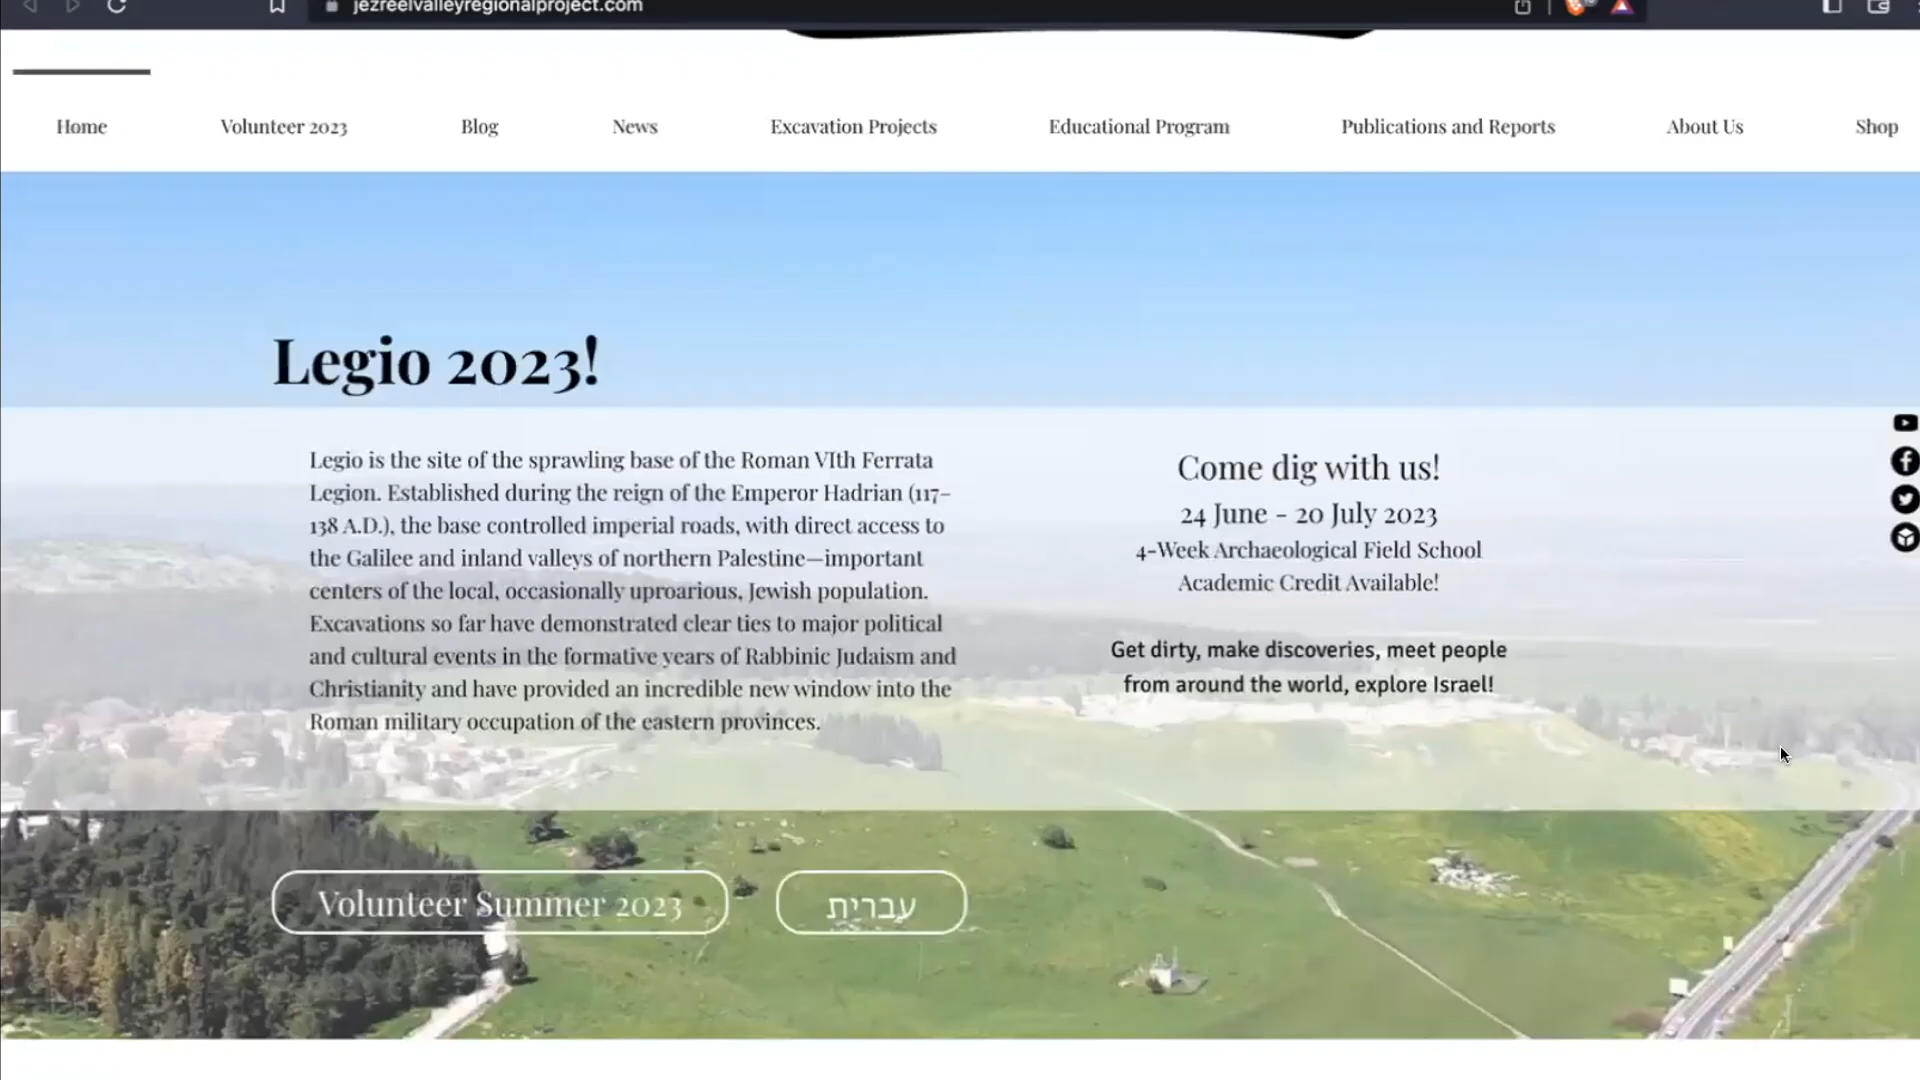 jezreelvalleyregionalproject.com
Home
Volunteer 2023
Blog
News
Excavation Projects
Educational Program
Publications and Reports
About Us
Shop
Legio 2023!
Legio is the site of the sprawling base of the Roman VIth Ferrata
Legion. Established during the reign of the Emperor Hadrian (117–
138 A.D.), the base controlled imperial roads, with direct access to
the Galilee and inland valleys of northern Palestine—important
centers of the local, occasionally uproarious, Jewish population.
Excavations so far have demonstrated clear ties to major political
and cultural events in the formative years of Rabbinic Judaism and
Christianity and have provided an incredible new window into the
Roman military occupation of the eastern provinces.
Come dig with us!
24 June - 20 July 2023
4-Week Archaeological Field School
Academic Credit Available!
Get dirty, make discoveries, meet people
from around the world, explore Israel!
Volunteer Summer 2023
עברית